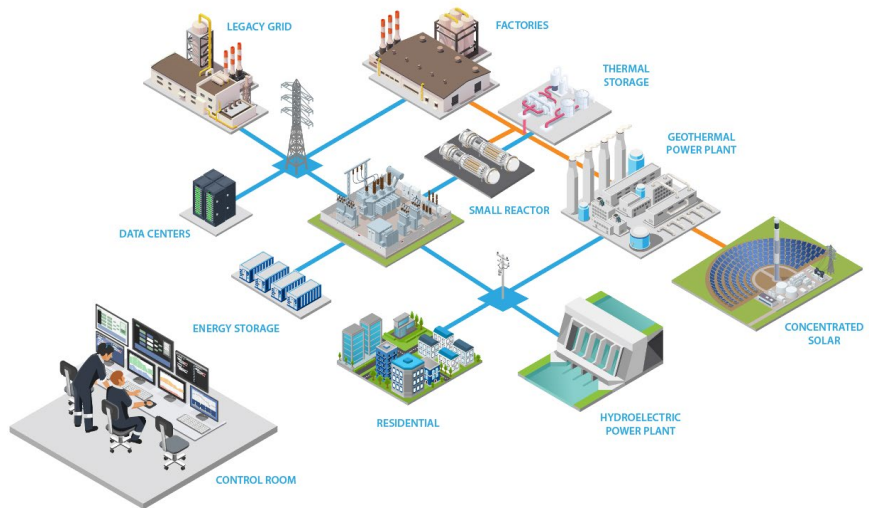 LEGACY GRID
FACTORIES
THERMAL
STORAGE
GEOTHERMAL
POWER PLANT
SMALL REACTOR
DATA CENTERS
ENERGY STORAGE
CONCENTRATED
SOLAR
RESIDENTIAL
HYDROELECTRIC
POWER PLANT
CONTROL ROOM